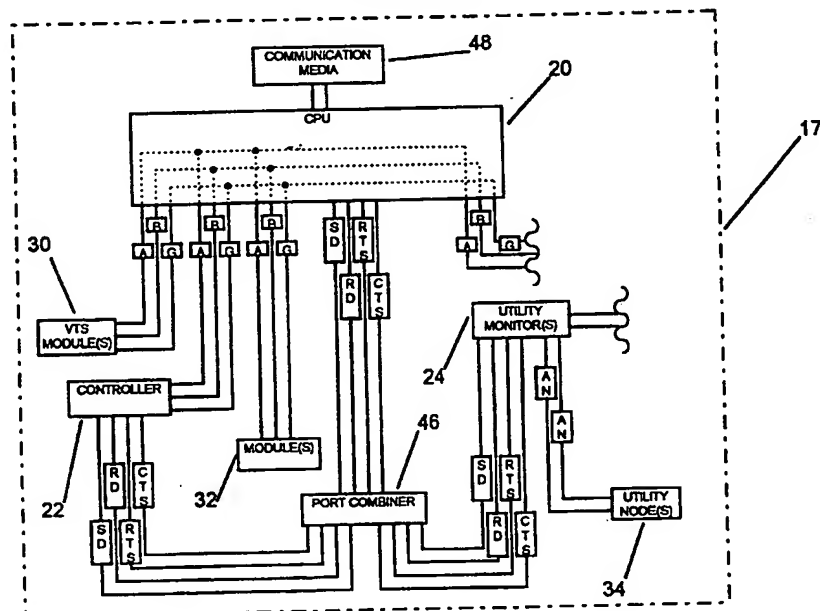 48
COMMUNICATION
MEDIA
20
CPU
17
A B G A B G A B G
SD RD RTS CTS
A B G
30
VTS
MODULE(S)
UTILITY
MONITOR(S)
24
CONTROLLER
22
MODULE(S)
32
46
PORT COMBINER
SD RD RTS CTS
SD RD RTS CTS
AN AN
UTILITY
NODE(S)
34